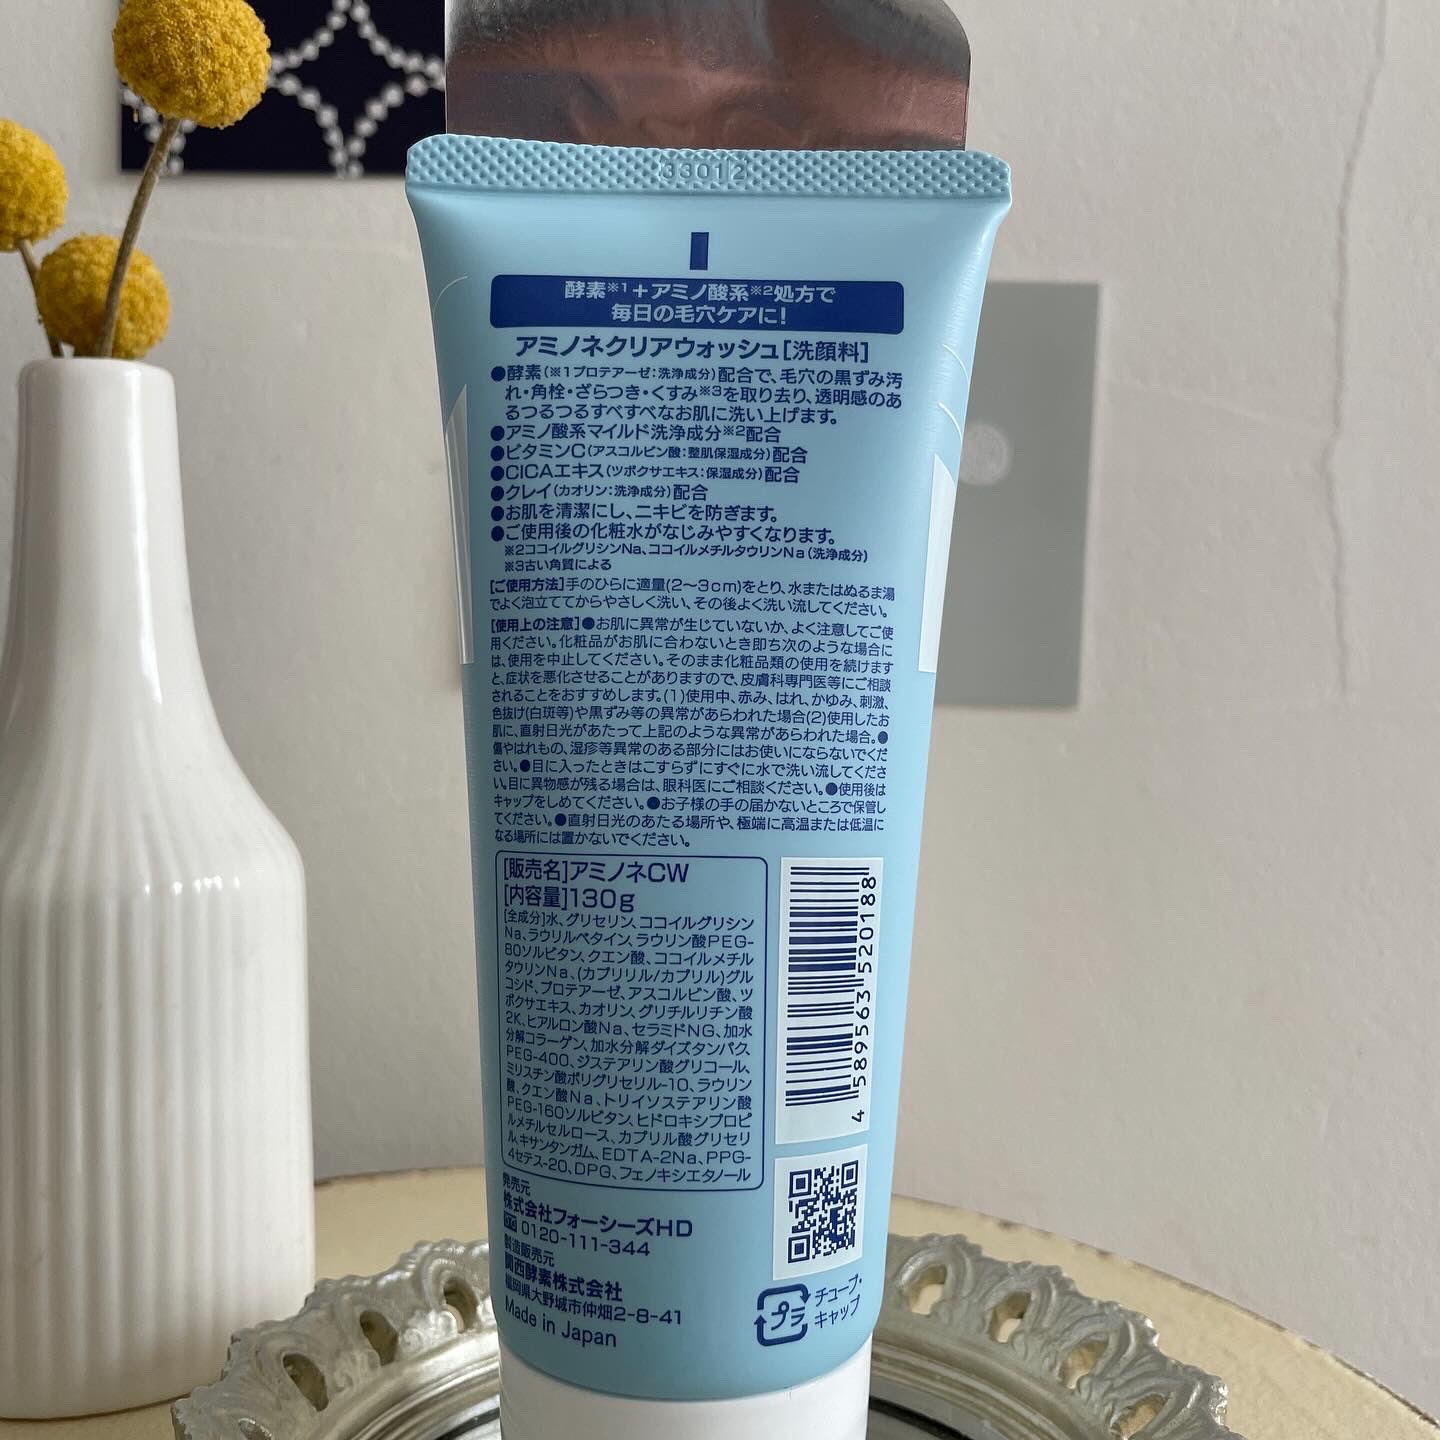 33012
酵素※1＋アミノ酸系※2処方で
毎日の毛穴ケアに！
アミノネクリアウォッシュ[洗顔料]
●酵素(※1プロテアーゼ：洗浄成分)配合で、毛穴の黒ずみ汚
れ・角栓・ざらつき・くすみ※3を取り去り、透明感のあ
るつるつるすべすべなお肌に洗い上げます。
●アミノ酸系マイルド洗浄成分※2配合
●ビタミンC(アスコルビン酸：整肌保湿成分)配合
●CICAエキス(ツボクサエキス：保湿成分)配合
●クレイ(カオリン：洗浄成分)配合
●お肌を清潔にし、ニキビを防ぎます。
●ご使用後の化粧水がなじみやすくなります。
※2ココイルグリシンNa、ココイルメチルタウリンNa(洗浄成分)
※3古い角質による
[ご使用方法]手のひらに適量(2〜3cm)をとり、水またはぬるま湯
でよく泡立ててからやさしく洗い、その後よく洗い流してください。
[使用上の注意]●お肌に異常が生じていないか、よく注意してご使
用ください。化粧品がお肌に合わないとき即ち次のような場合に
は、使用を中止してください。そのまま化粧品類の使用を続けます
と、症状を悪化させることがありますので、皮膚科専門医等にご相談
されることをおすすめします。(1)使用中、赤み、はれ、かゆみ、刺激、
色抜け(白斑等)や黒ずみ等の異常があらわれた場合(2)使用したお
肌に、直射日光があたって上記のような異常があらわれた場合。●
傷やはれもの、湿疹等異常のある部分にはお使いにならないでくだ
さい。●目に入ったときはこすらずにすぐに水で洗い流してくださ
い。目に異物感が残る場合は、眼科医にご相談ください。●使用後は
キャップをしめてください。●お子様の手の届かないところで保管し
てください。●直射日光のあたる場所や、極端に高温または低温に
なる場所には置かないでください。
[販売名]アミノネCW
[内容量]130g
[全成分]水、グリセリン、ココイルグリシン
Na、ラウリルベタイン、ラウリン酸PEG-
80ソルビタン、クエン酸、ココイルメチル
タウリンNa、(カプリリル/カプリル)グル
コシド、プロテアーゼ、アスコルビン酸、ツ
ボクサエキス、カオリン、グリチルリチン酸
2K、ヒアルロン酸Na、セラミドNG、加水
分解コラーゲン、加水分解ダイズタンパク、
PEG-400、ジステアリン酸グリコール、
ミリスチン酸ポリグリセリル-10、ラウリン
酸、クエン酸Na、トリイソステアリン酸
PEG-160ソルビタン、ヒドロキシプロピ
ルメチルセルロース、カプリル酸グリセリ
ル、キサンタンガム、EDTA-2Na、PPG-
4セテス-20、DPG、フェノキシエタノール
4 589563 520188
発売元
株式会社フォーシーズHD
0120-111-344
製造販売元
関西酵素株式会社
福岡県大野城市仲畑2-8-41
Made in Japan
プラ
チューブ・
キャップ